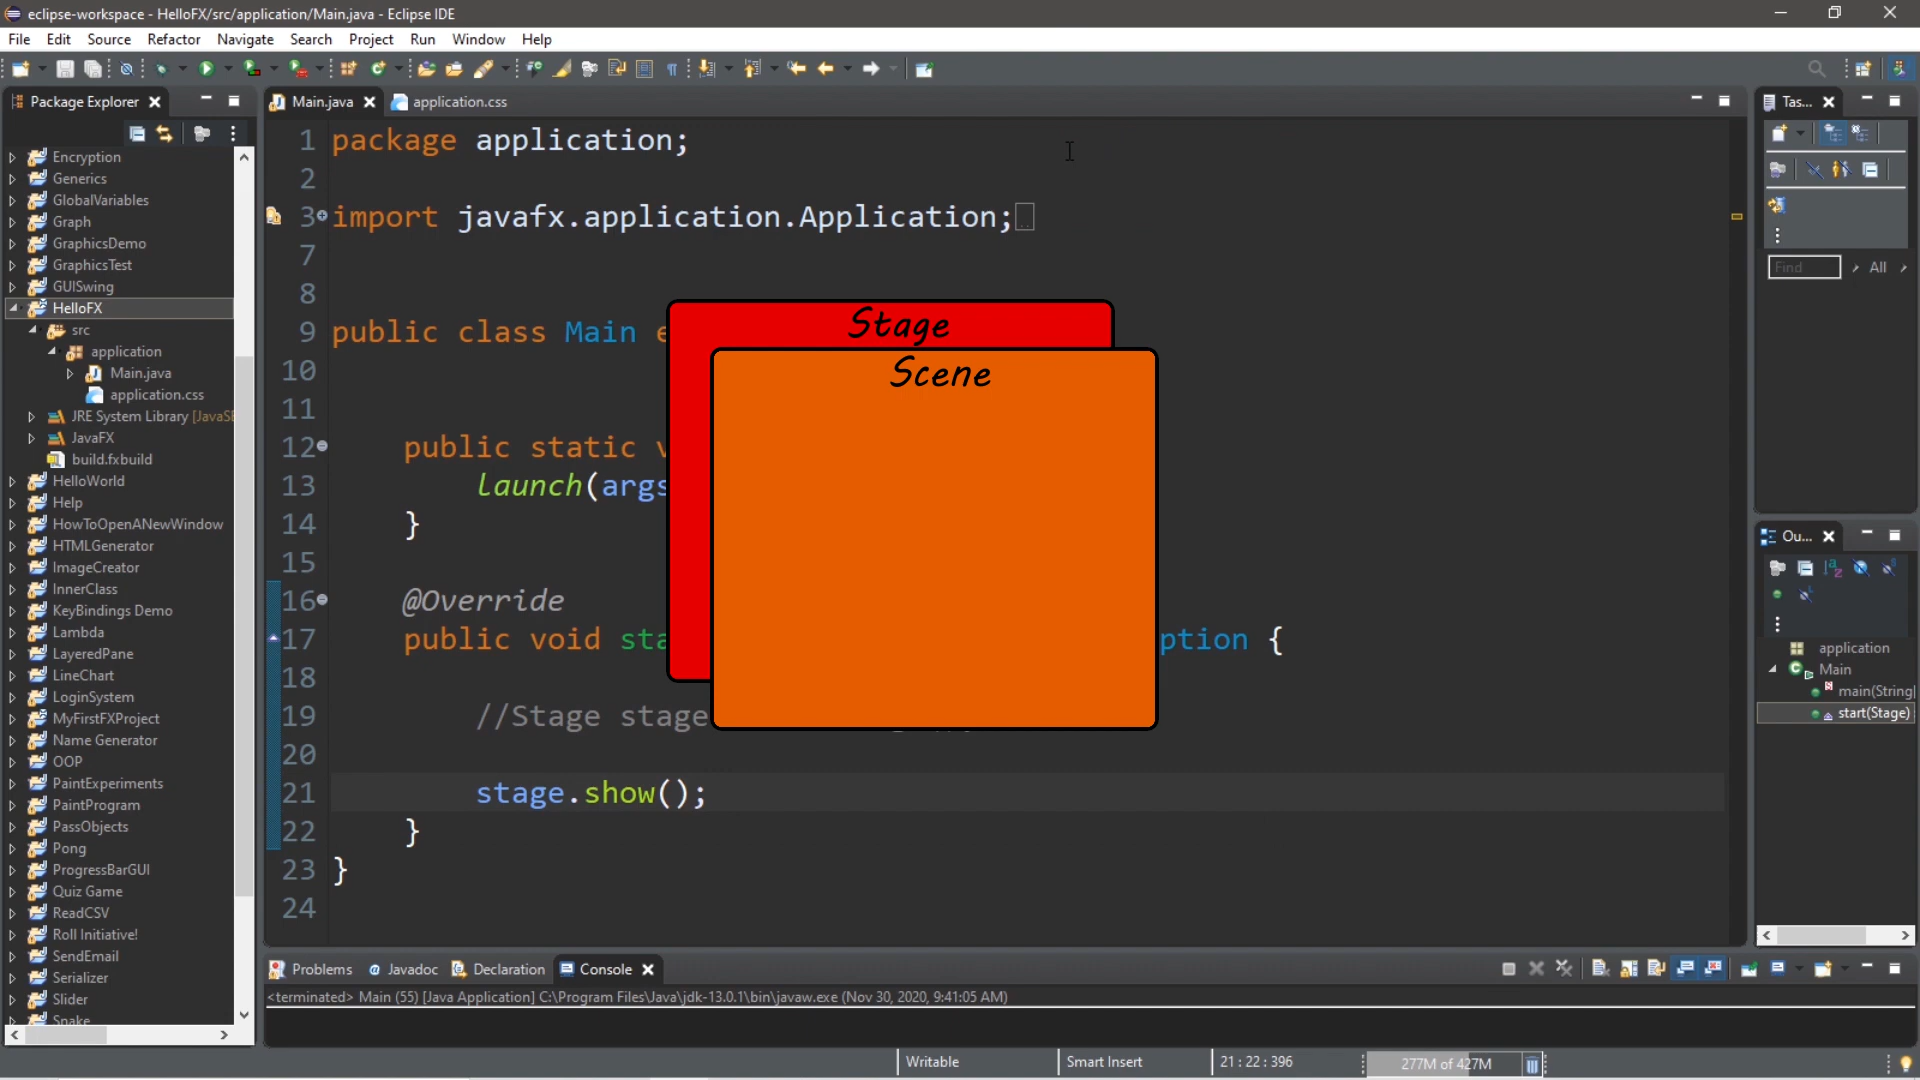 eclipse-workspace - HelloFX/src/application/Main.java - Eclipse IDE
File Edit Source Refactor Navigate Search Project Run Window Help
Package Explorer
Encryption
Generics
GlobalVariables
Graph
GraphicsDemo
GraphicsTest
GUISwing
HelloFX
src
application
Main.java
application.css
JRE System Library [JavaSE
JavaFX
build.fxbuild
HelloWorld
Help
HowToOpenANewWindow
HTMLGenerator
ImageCreator
InnerClass
KeyBindings Demo
Lambda
LayeredPane
LineChart
LoginSystem
MyFirstFXProject
Name Generator
OOP
PaintExperiments
PaintProgram
PassObjects
Pong
ProgressBarGUI
Quiz Game
ReadCSV
Roll Initiative!
SendEmail
Serializer
Slider
Snake
Main.java application.css
1 package application;
2
3 import javafx.application.Application;
7
8
9 public class Main e
10
11
12 public static v
13 launch(args
14 }
15
16 @Override
17 public void sta ption {
18
19 //Stage stage
20
21 stage.show();
22 }
23 }
24
Stage
Scene
Tas...
Find All
Ou...
application
Main
main(String[
start(Stage)
Problems Javadoc Declaration Console
<terminated> Main (55) [Java Application] C:\Program Files\Java\jdk-13.0.1\bin\javaw.exe (Nov 30, 2020, 9:41:05 AM)
Writable Smart Insert 21 : 22 : 396 277M of 427M